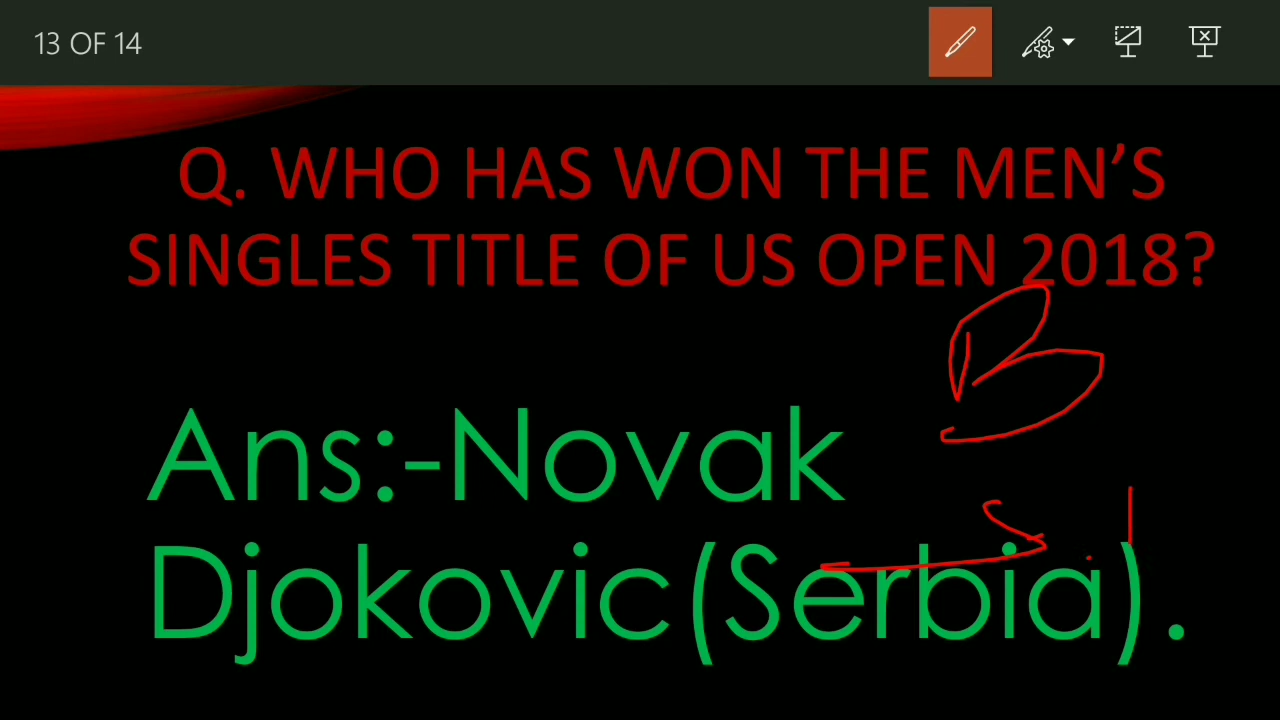 13 OF 14
Q. WHO HAS WON THE MEN’S
SINGLES TITLE OF US OPEN 2018?
B
Ans:-Novak
Djokovic(Serbia).